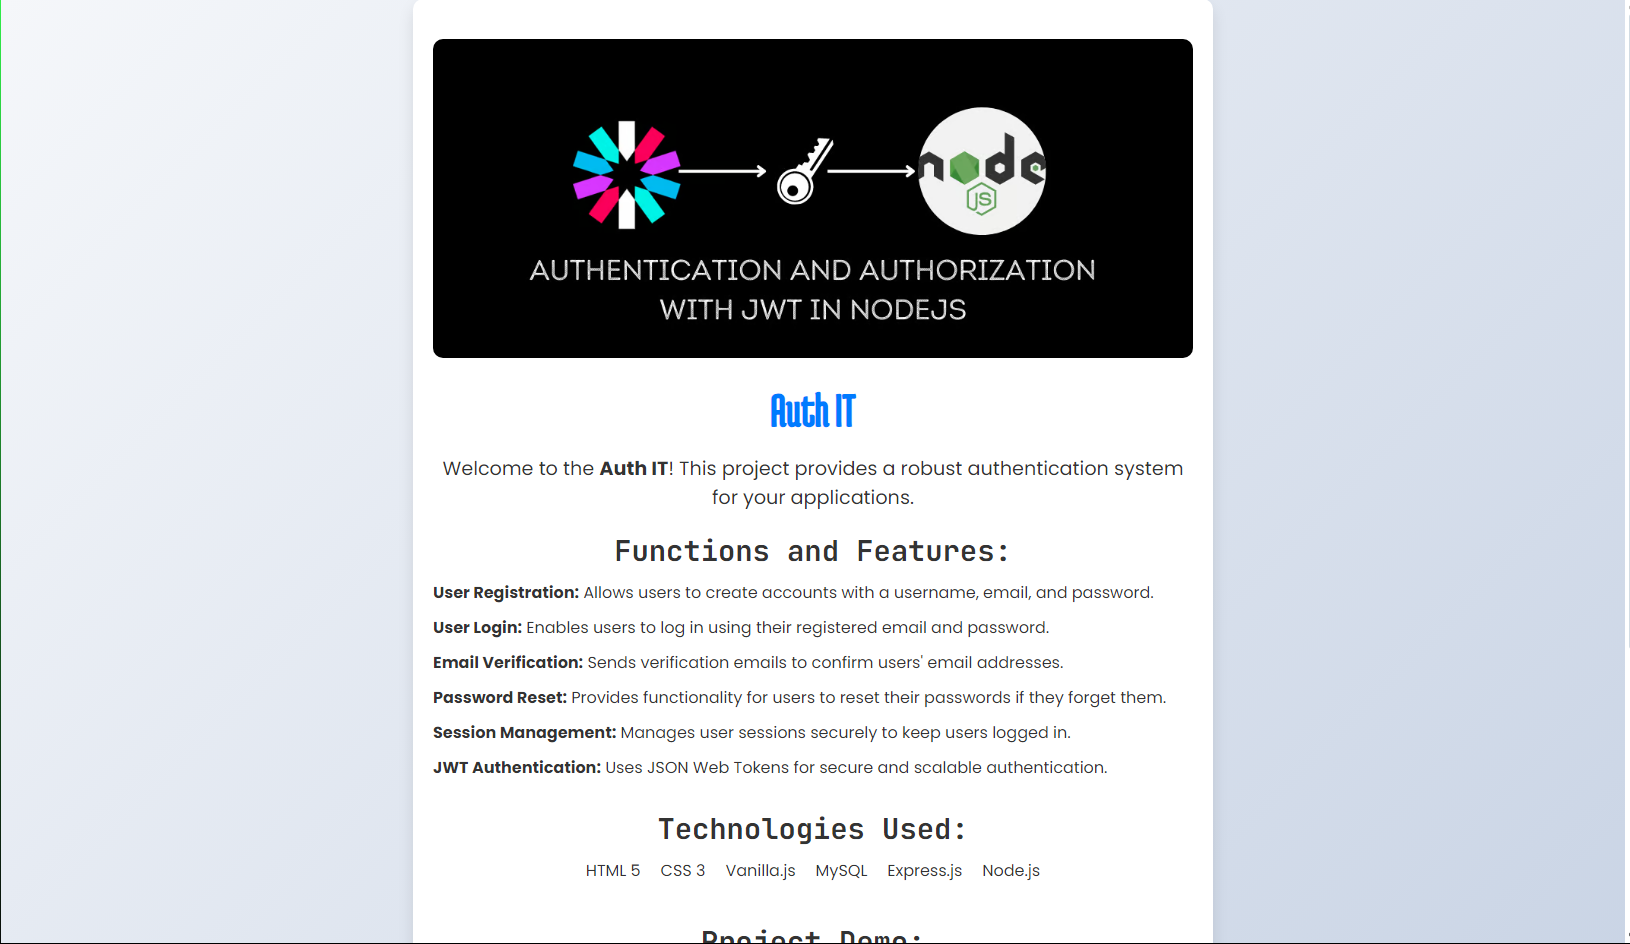 node
JS
AUTHENTICATION AND AUTHORIZATION
WITH JWT IN NODEJS
Auth IT
Welcome to the Auth IT! This project provides a robust authentication system
for your applications.
Functions and Features:
User Registration: Allows users to create accounts with a username, email, and password.
User Login: Enables users to log in using their registered email and password.
Email Verification: Sends verification emails to confirm users' email addresses.
Password Reset: Provides functionality for users to reset their passwords if they forget them.
Session Management: Manages user sessions securely to keep users logged in.
JWT Authentication: Uses JSON Web Tokens for secure and scalable authentication.
Technologies Used:
HTML 5 CSS 3 Vanilla.js MySQL Express.js Node.js
Project Demo: